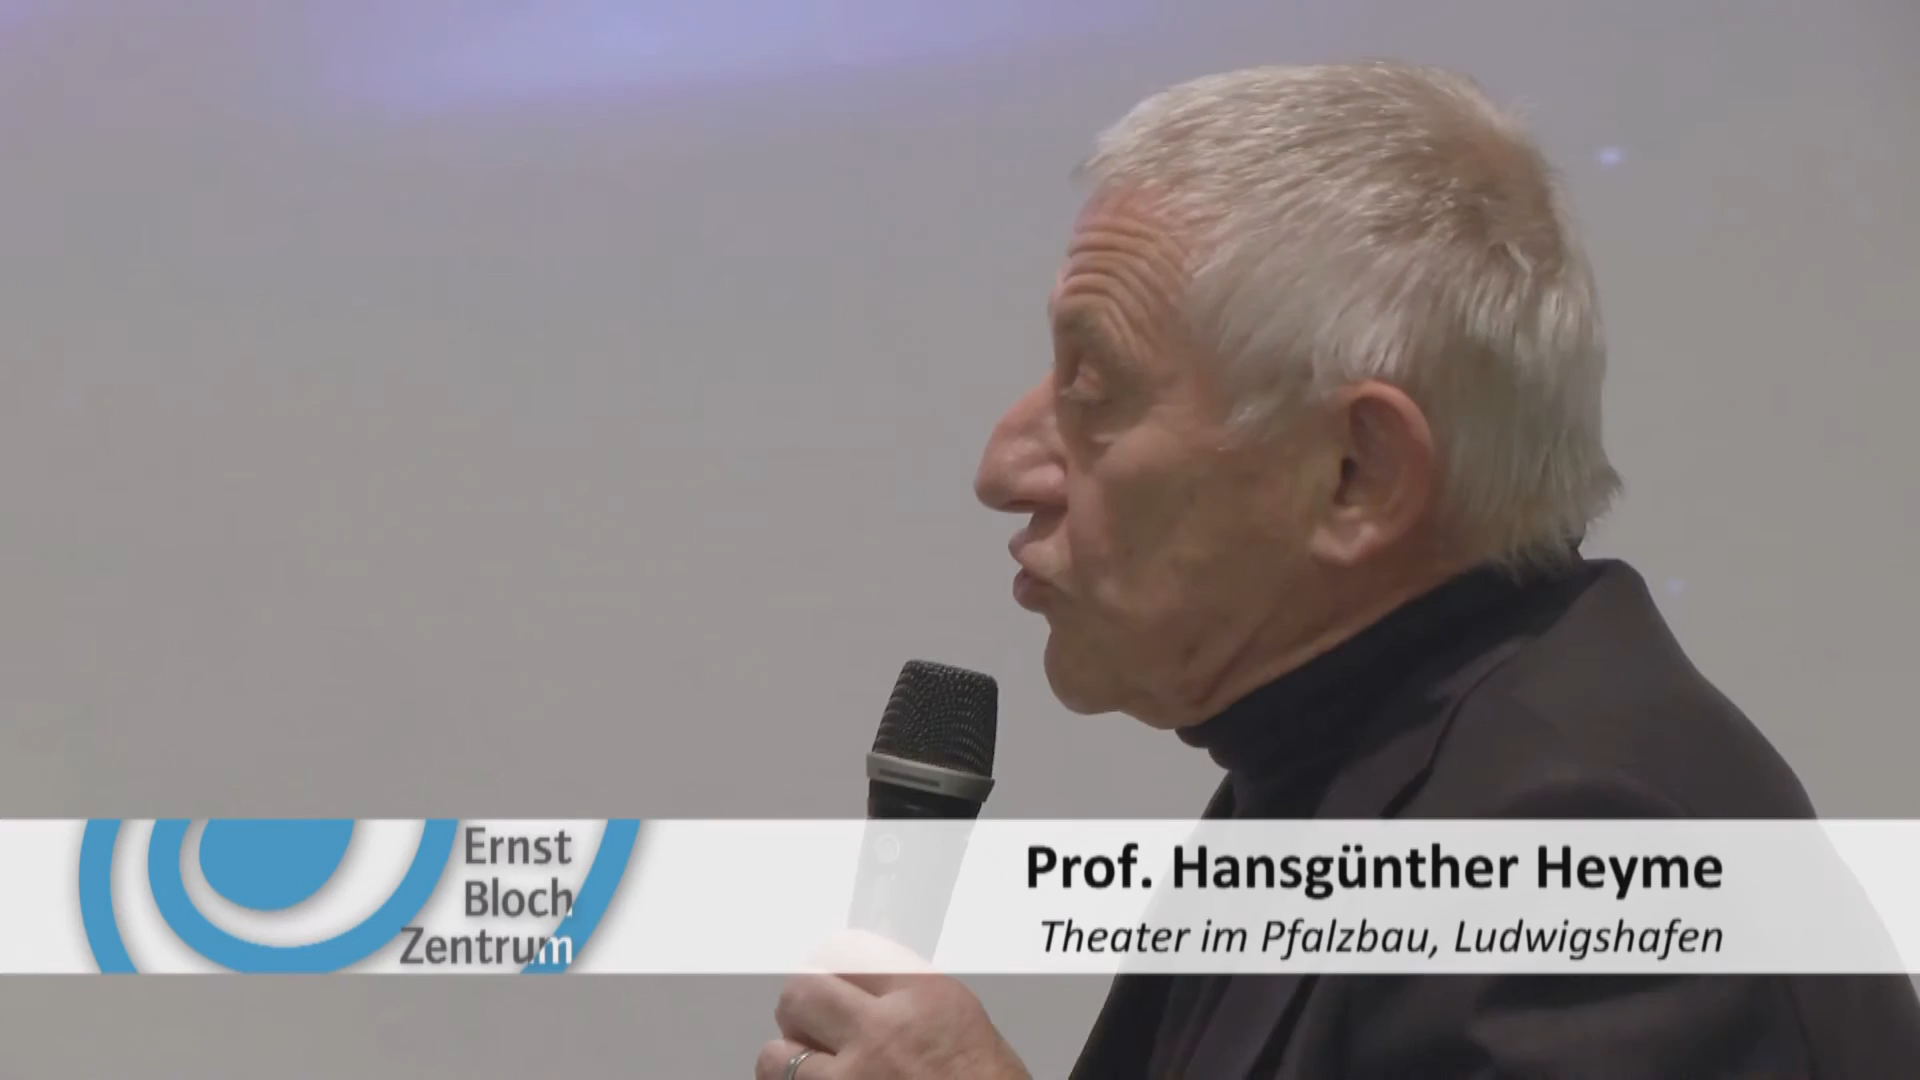 Ernst
Bloch
Zentrum
Prof. Hansgünther Heyme
Theater im Pfalzbau, Ludwigshafen